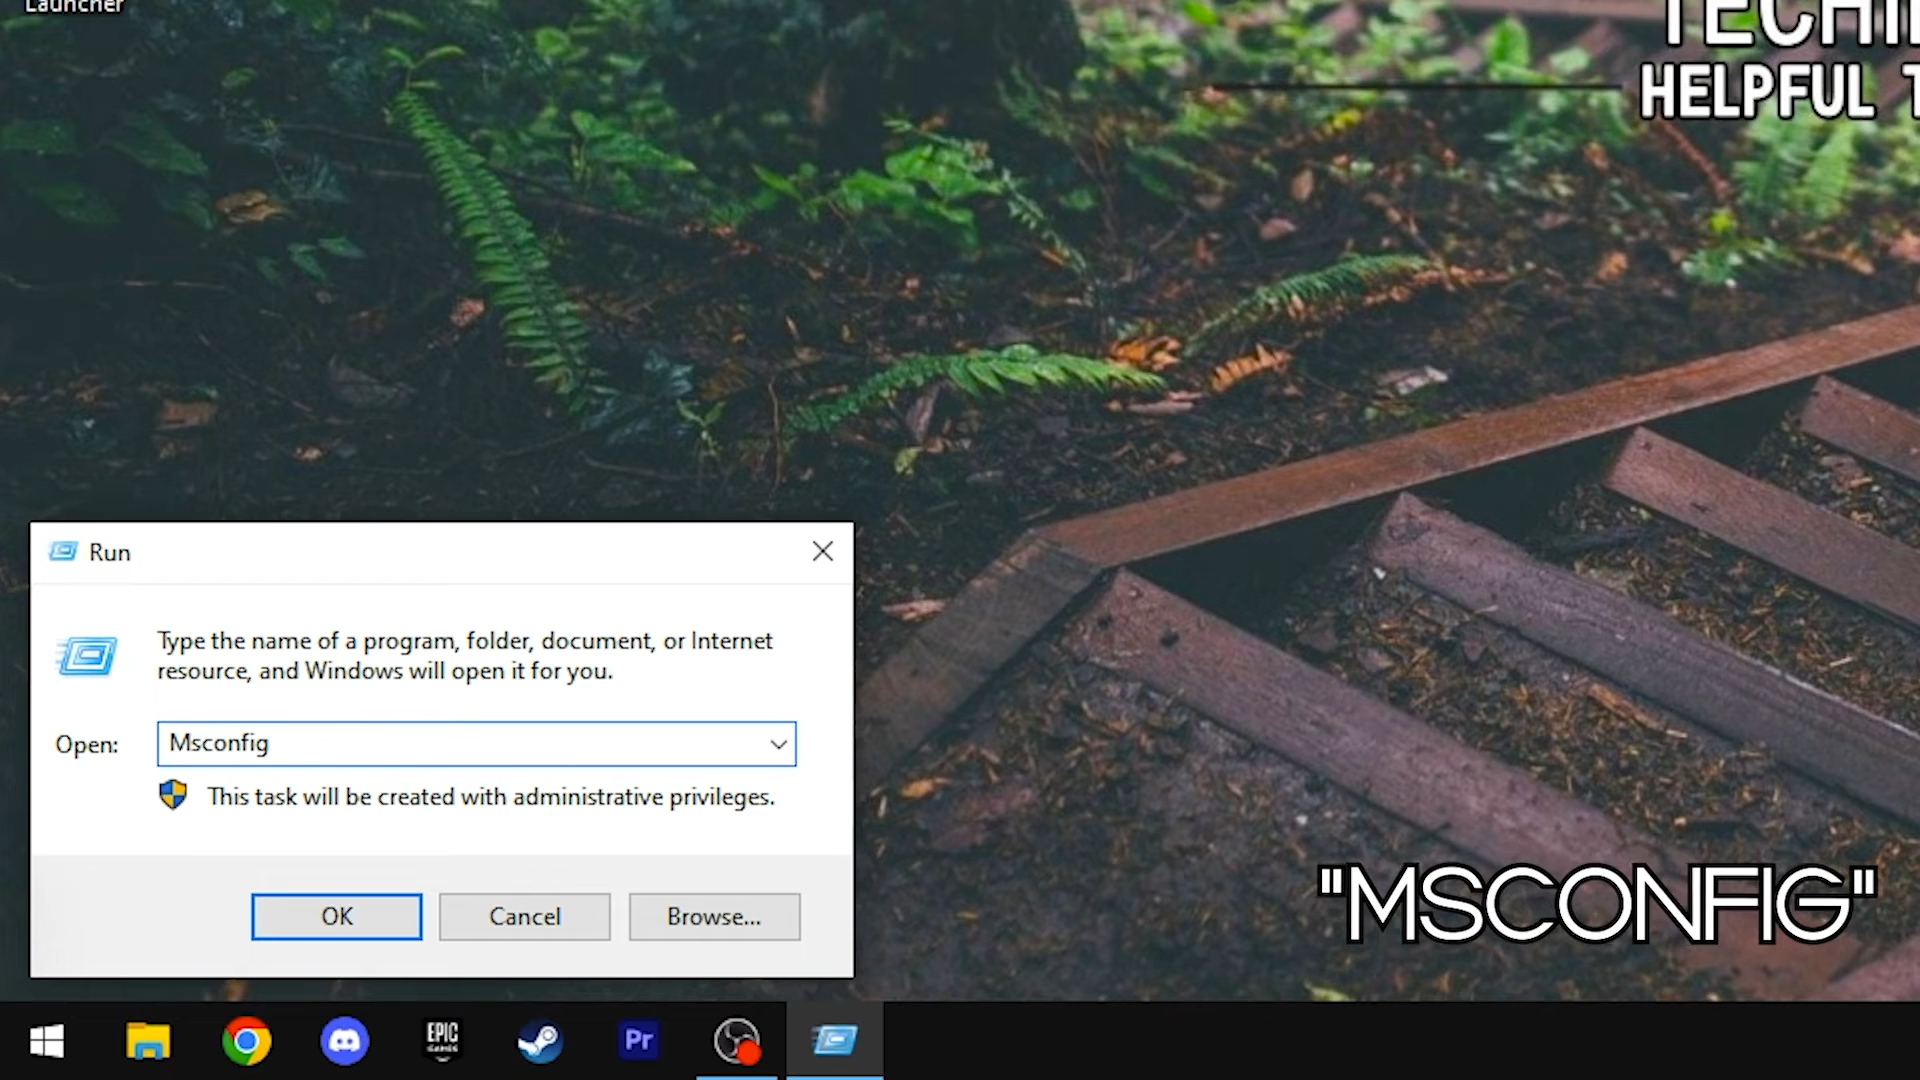 Launcher
HELPFUL
Run
Type the name of a program, folder, document, or Internet
resource, and Windows will open it for you.
Open:
Msconfig
This task will be created with administrative privileges.
OK
Cancel
Browse...
"MSCONFIG"
EPIC
GAMES
Pr